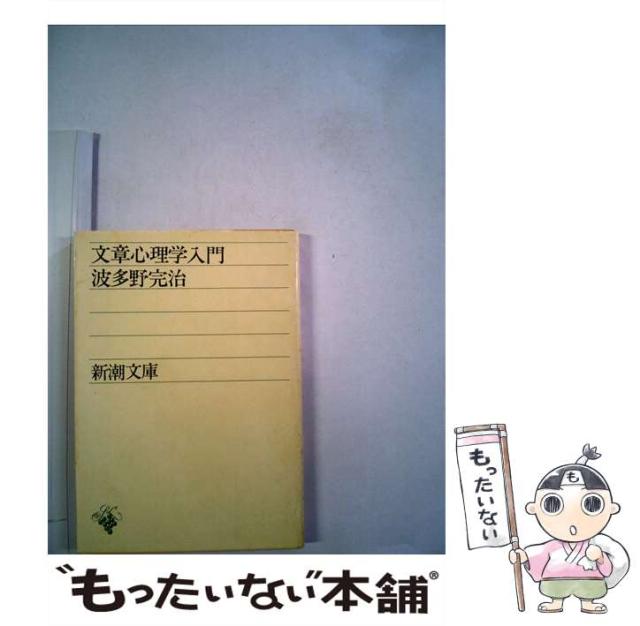 文章心理学入門
波多野完治
新潮文庫
もったいない
も
"もったいない"本舗®